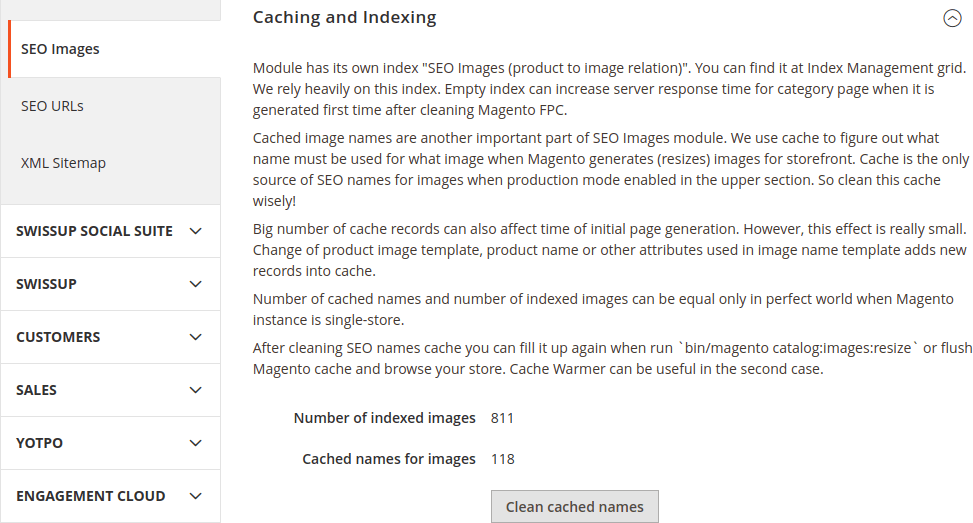 SEO Images
SEO URLs
XML Sitemap
SWISSUP SOCIAL SUITE
SWISSUP
CUSTOMERS
SALES
YOTPO
ENGAGEMENT CLOUD
Caching and Indexing
Module has its own index "SEO Images (product to image relation)". You can find it at Index Management grid.
We rely heavily on this index. Empty index can increase server response time for category page when it is
generated first time after cleaning Magento FPC.
Cached image names are another important part of SEO Images module. We use cache to figure out what
name must be used for what image when Magento generates (resizes) images for storefront. Cache is the only
source of SEO names for images when production mode enabled in the upper section. So clean this cache
wisely!
Big number of cache records can also affect time of initial page generation. However, this effect is really small.
Change of product image template, product name or other attributes used in image name template adds new
records into cache.
Number of cached names and number of indexed images can be equal only in perfect world when Magento
instance is single-store.
After cleaning SEO names cache you can fill it up again when run `bin/magento catalog:images:resize` or flush
Magento cache and browse your store. Cache Warmer can be useful in the second case.
Number of indexed images 811
Cached names for images 118
Clean cached names